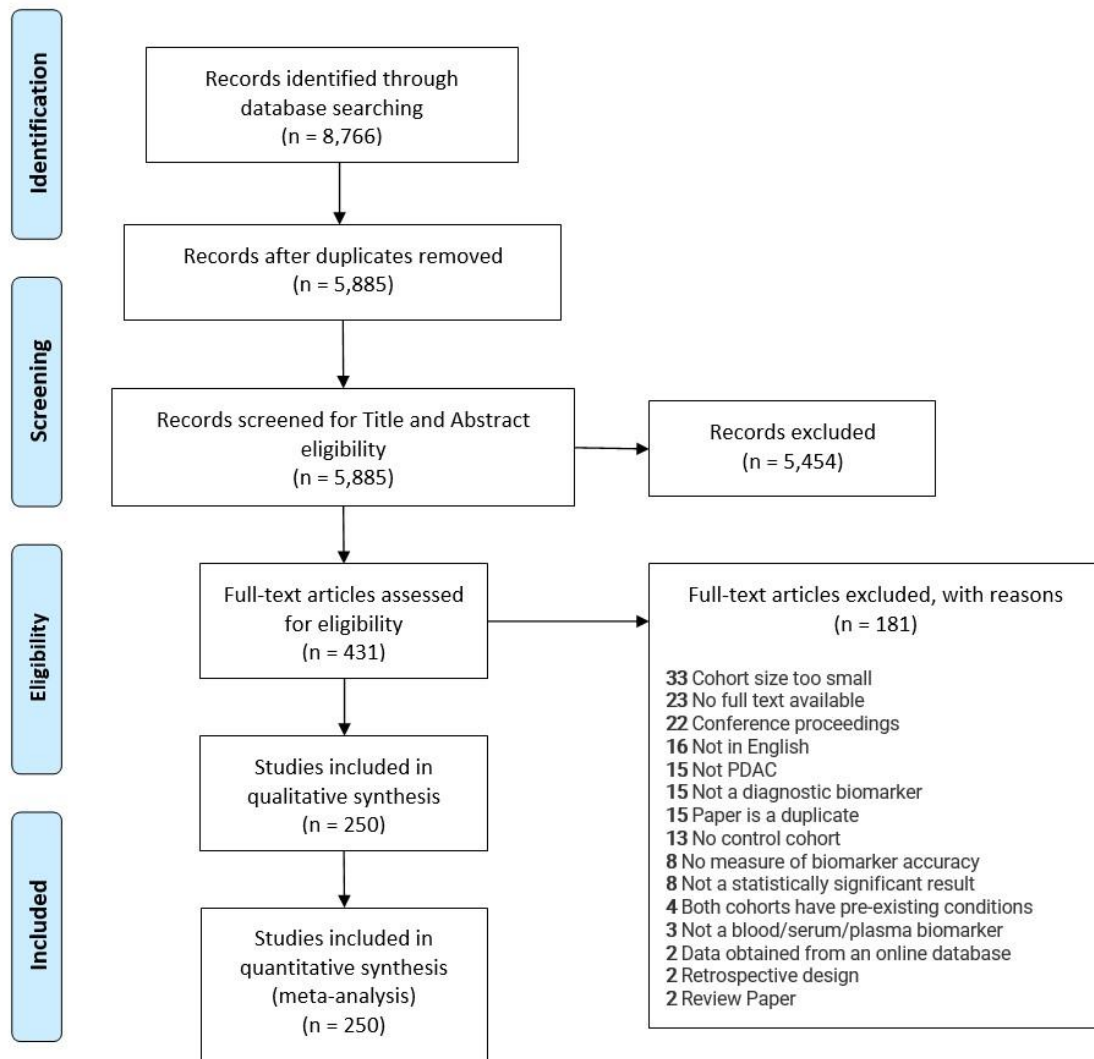 Identification
Records identified through
database searching
(n = 8,766)
Records after duplicates removed
(n = 5,885)
Screening
Records screened for Title and Abstract
eligibility
(n = 5,885)
Records excluded
(n = 5,454)
Eligibility
Full-text articles assessed
for eligibility
(n = 431)
Full-text articles excluded, with reasons
(n = 181)
33 Cohort size too small
23 No full text available
22 Conference proceedings
16 Not in English
15 Not PDAC
15 Not a diagnostic biomarker
15 Paper is a duplicate
13 No control cohort
8 No measure of biomarker accuracy
8 Not a statistically significant result
4 Both cohorts have pre-existing conditions
3 Not a blood/serum/plasma biomarker
2 Data obtained from an online database
2 Retrospective design
2 Review Paper
Studies included in
qualitative synthesis
(n = 250)
Included
Studies included in
quantitative synthesis
(meta-analysis)
(n = 250)